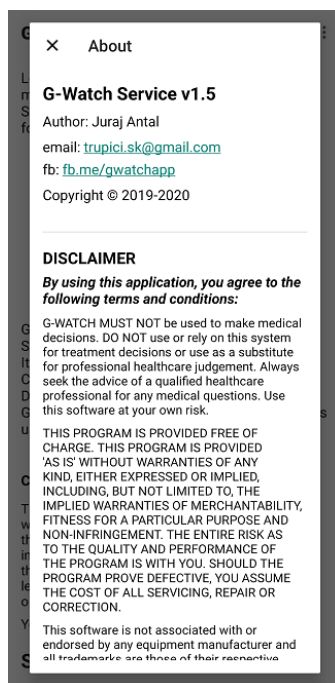 About
G-Watch Service v1.5
Author: Juraj Antal
email: trupici.sk@gmail.com
fb: fb.me/gwatchapp
Copyright © 2019-2020
DISCLAIMER
By using this application, you agree to the
following terms and conditions:
G-WATCH MUST NOT be used to make medical
decisions. DO NOT use or rely on this system
for treatment decisions or use as a substitute
for professional healthcare judgement. Always
seek the advice of a qualified healthcare
professional for any medical questions. Use
this software at your own risk.
THIS PROGRAM IS PROVIDED FREE OF
CHARGE. THIS PROGRAM IS PROVIDED
'AS IS' WITHOUT WARRANTIES OF ANY
KIND, EITHER EXPRESSED OR IMPLIED,
INCLUDING, BUT NOT LIMITED TO, THE
IMPLIED WARRANTIES OF MERCHANTABILITY,
FITNESS FOR A PARTICULAR PURPOSE AND
NON-INFRINGEMENT. THE ENTIRE RISK AS
TO THE QUALITY AND PERFORMANCE OF
THE PROGRAM IS WITH YOU. SHOULD THE
PROGRAM PROVE DEFECTIVE, YOU ASSUME
THE COST OF ALL SERVICING, REPAIR OR
CORRECTION.
This software is not associated with or
endorsed by any equipment manufacturer and
all trademarks are those of their respective